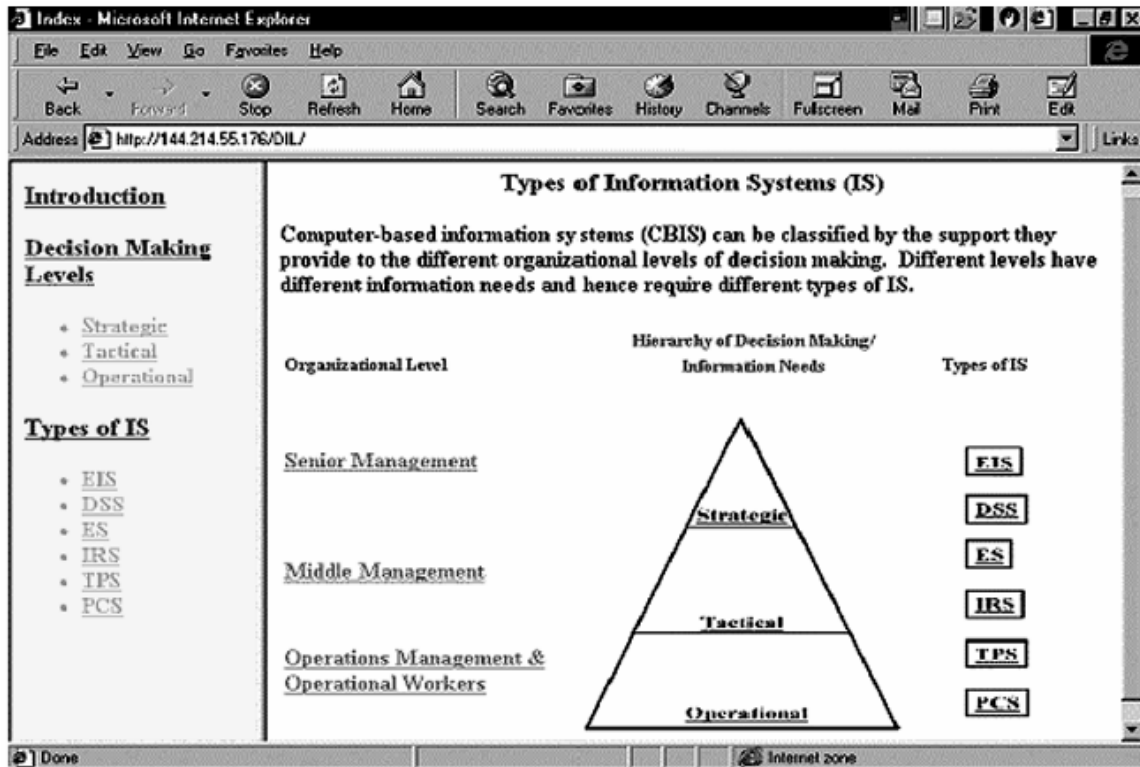 Index - Microsoft Internet Explorer
File Edit View Go Favorites Help
Back Forward Stop Refresh Home Search Favorites History Channels Fullscreen Mail Print Edit
Address http://144.214.55.176/DIL/ Links
Introduction
Decision Making
Levels
Strategic
Tactical
Operational
Types of IS
EIS
DSS
ES
IRS
TPS
PCS
Types of Information Systems (IS)
Computer-based information systems (CBIS) can be classified by the support they
provide to the different organizational levels of decision making. Different levels have
different information needs and hence require different types of IS.
Organizational Level
Hierarchy of Decision Making/
Information Needs
Types of IS
Senior Management
Middle Management
Operations Management &
Operational Workers
Strategic
Tactical
Operational
EIS
DSS
ES
IRS
TPS
PCS
Done Internet zone